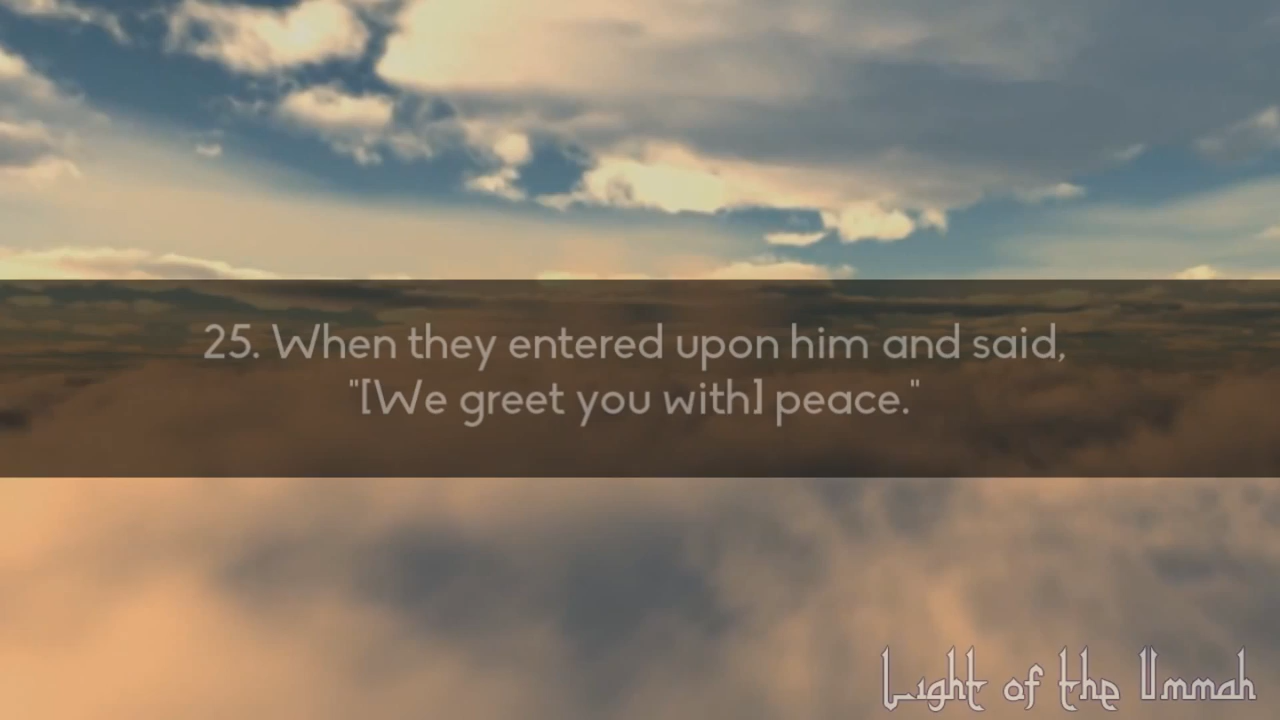 25. When they entered upon him and said,
"[We greet you with] peace."
Light of the Ummah